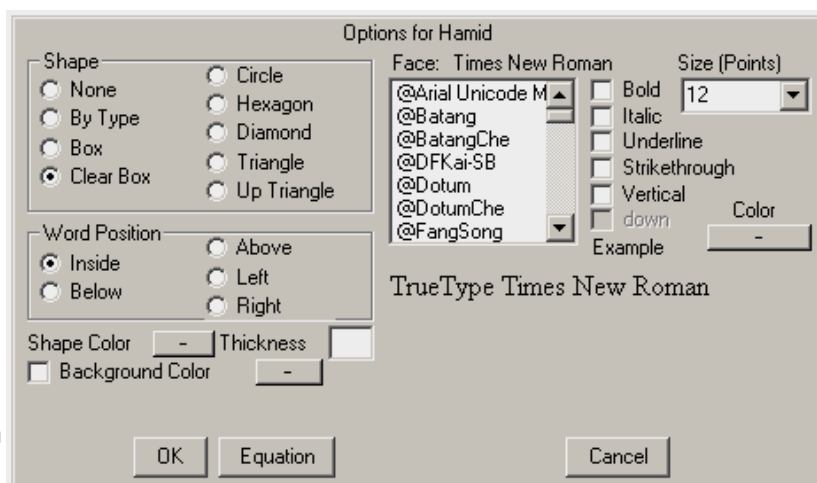 Options for Hamid
Shape
None
By Type
Box
Clear Box
Circle
Hexagon
Diamond
Triangle
Up Triangle
Word Position
Inside
Below
Above
Left
Right
Shape Color - Thickness
Background Color -
Face: Times New Roman
@Arial Unicode M
@Batang
@BatangChe
@DFKai-SB
@Dotum
@DotumChe
@FangSong
Bold
Italic
Underline
Strikethrough
Vertical
down
Size (Points)
12
Color
-
Example
TrueType Times New Roman
OK Equation Cancel